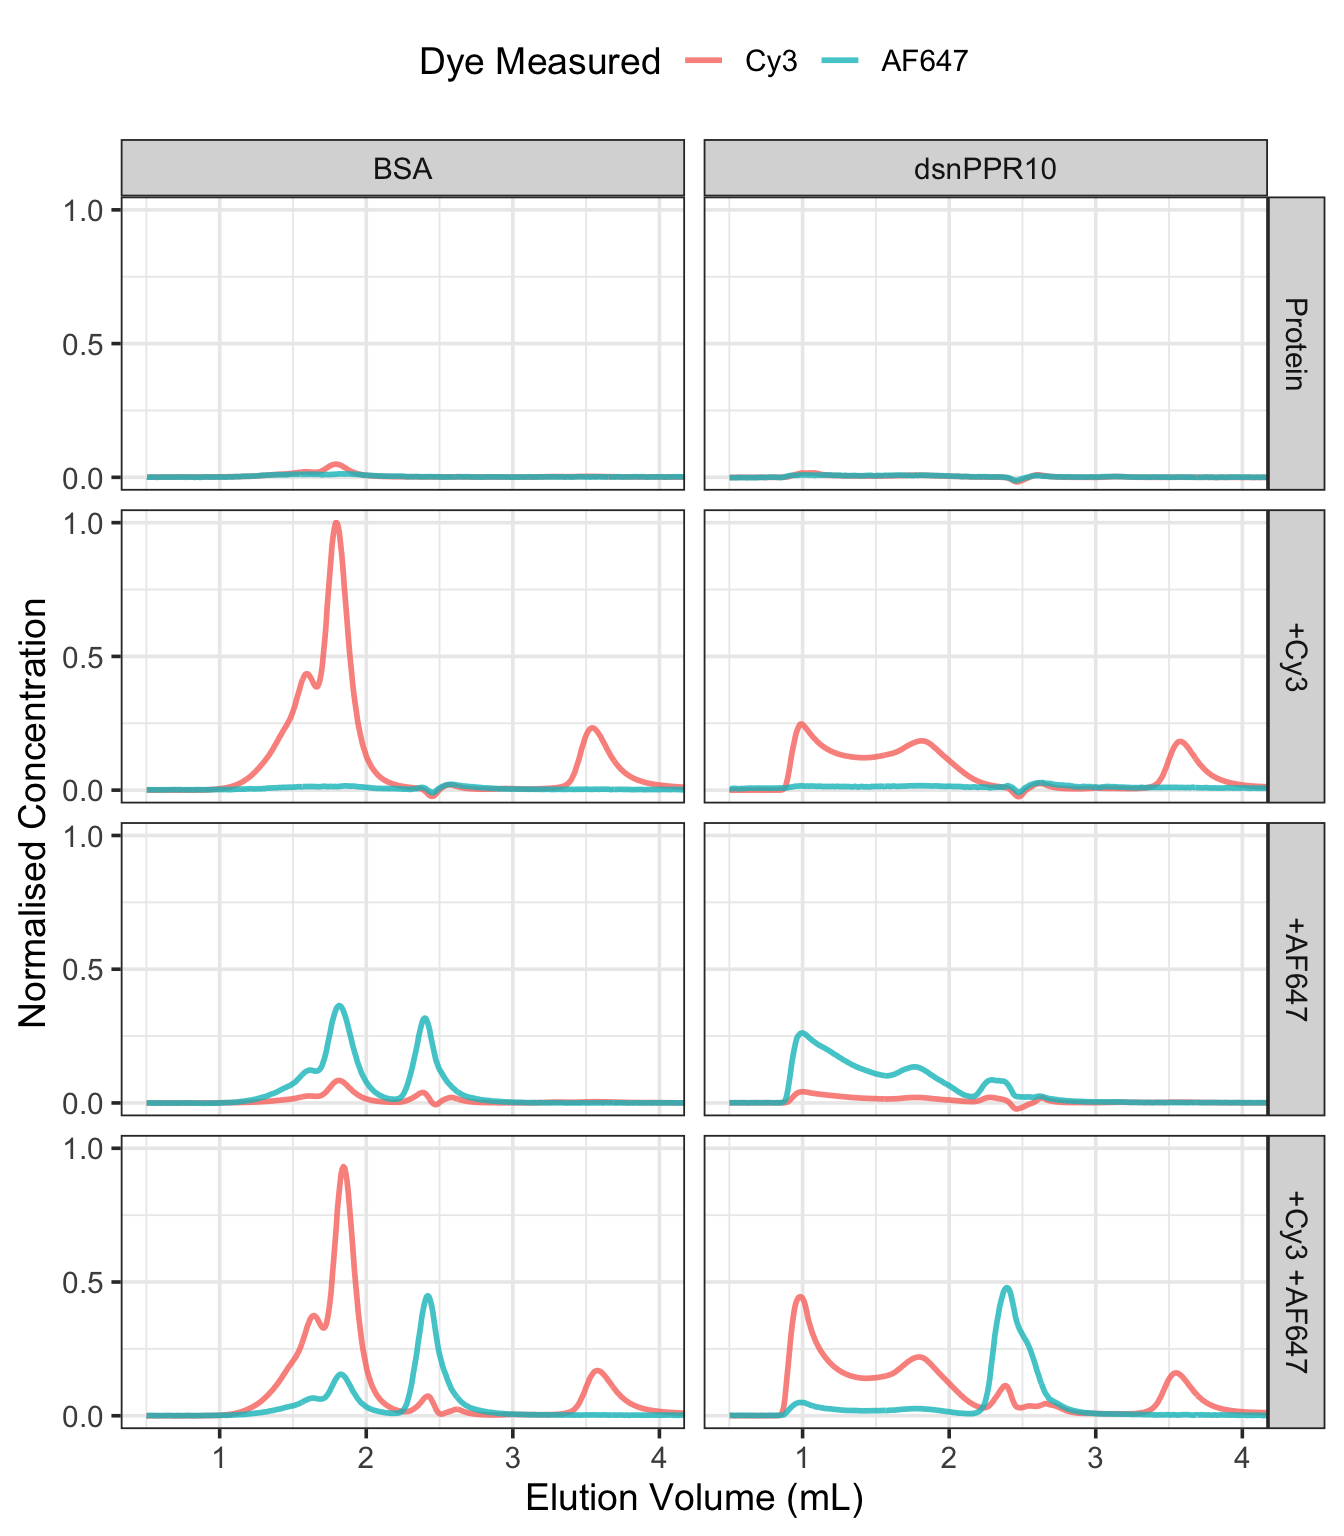 Dye Measured Cy3 AF647
BSA dsnPPR10
1.0
0.5
0.0
Protein
1.0
0.5
0.0
+Cy3
1.0
0.5
0.0
+AF647
1.0
0.5
0.0
+Cy3 +AF647
Normalised Concentration
1 2 3 4 1 2 3 4
Elution Volume (mL)